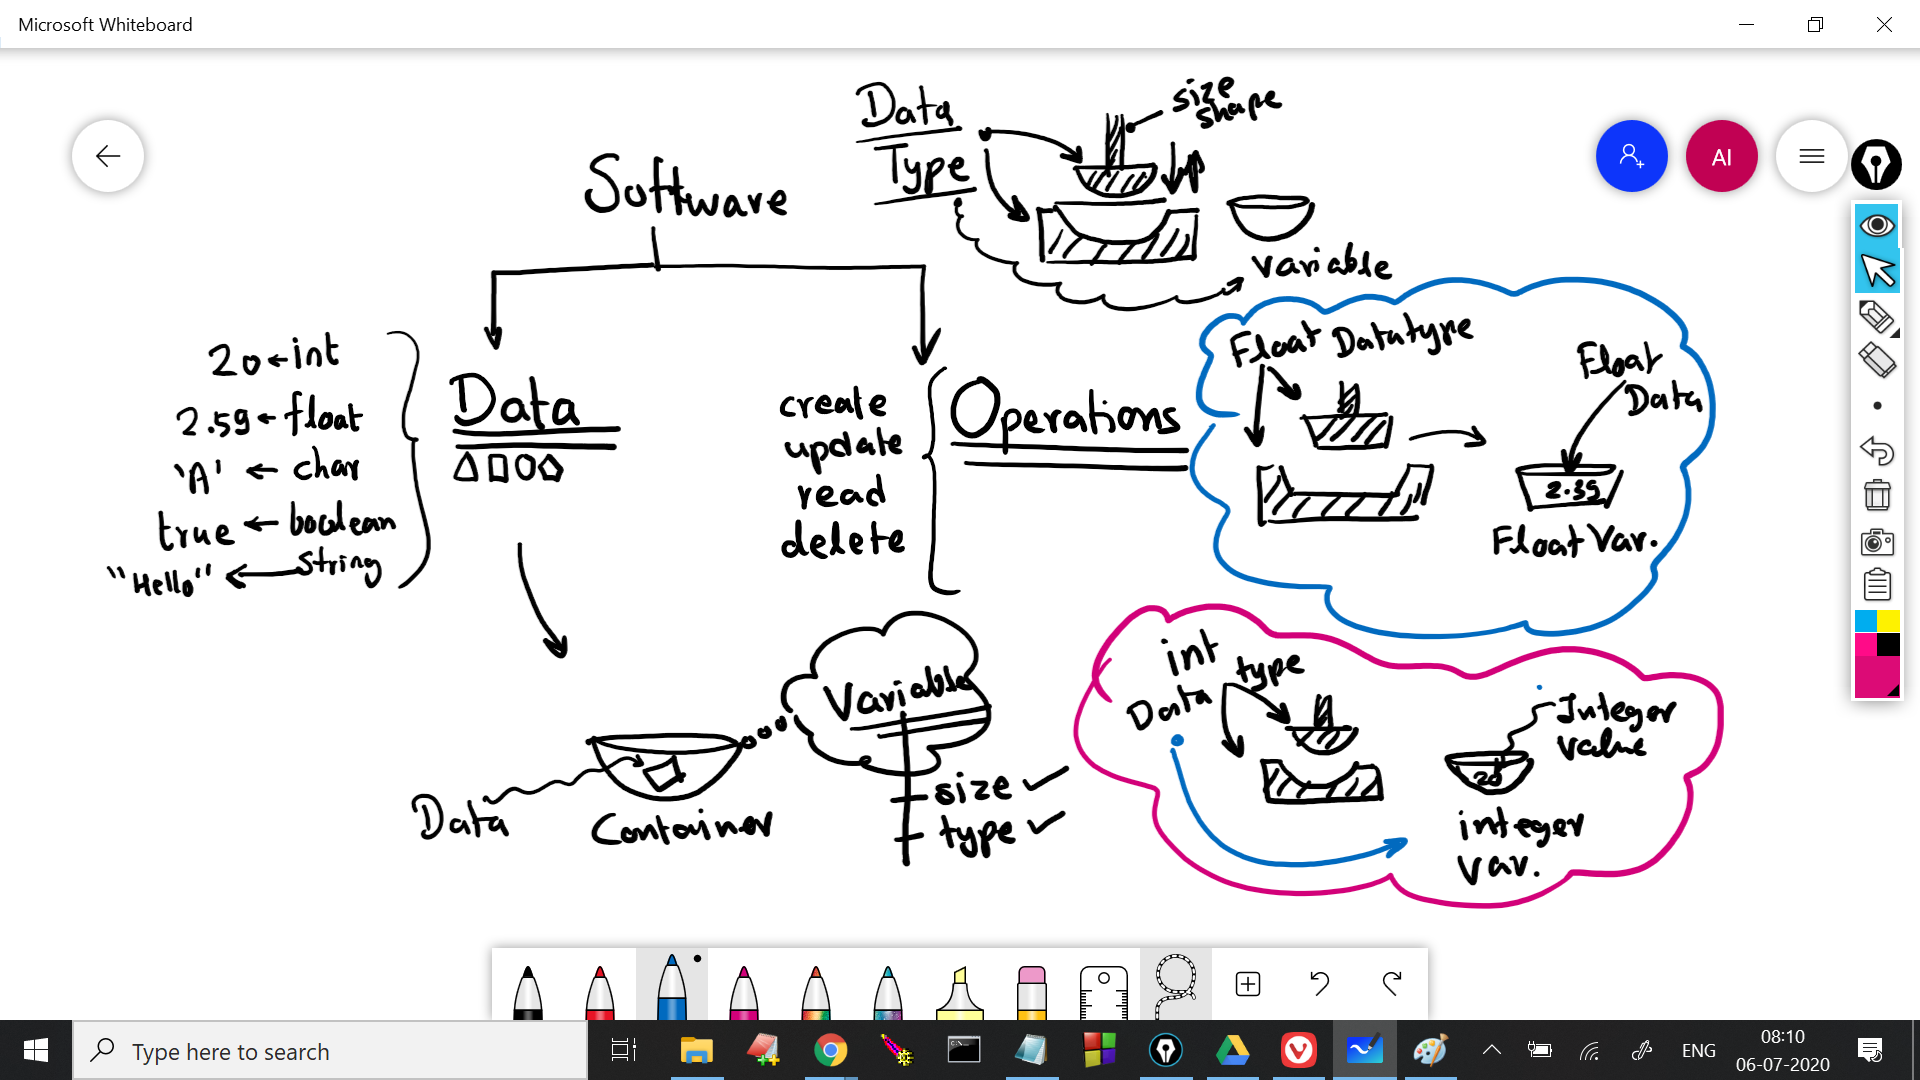 Microsoft Whiteboard
AI
Data
Type
size
shape
variable
Software
Data
Operations
20 ← int
2.59 ← float
'A' ← char
true ← boolean
"Hello" ← String
create
update
read
delete
Float Datatype
Float
Data
2.39
Float Var.
Variable
size ✓
type ✓
Data
Container
int
Data type
Integer
value
20
integer
var.
Type here to search
ENG
08:10
06-07-2020